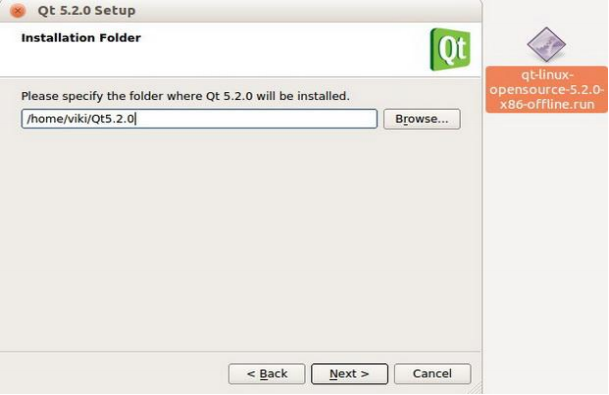 Qt 5.2.0 Setup
Installation Folder
Qt
Please specify the folder where Qt 5.2.0 will be installed.
/home/viki/Qt5.2.0
Browse...
< Back
Next >
Cancel
qt-linux-
opensource-5.2.0-
x86-offline.run